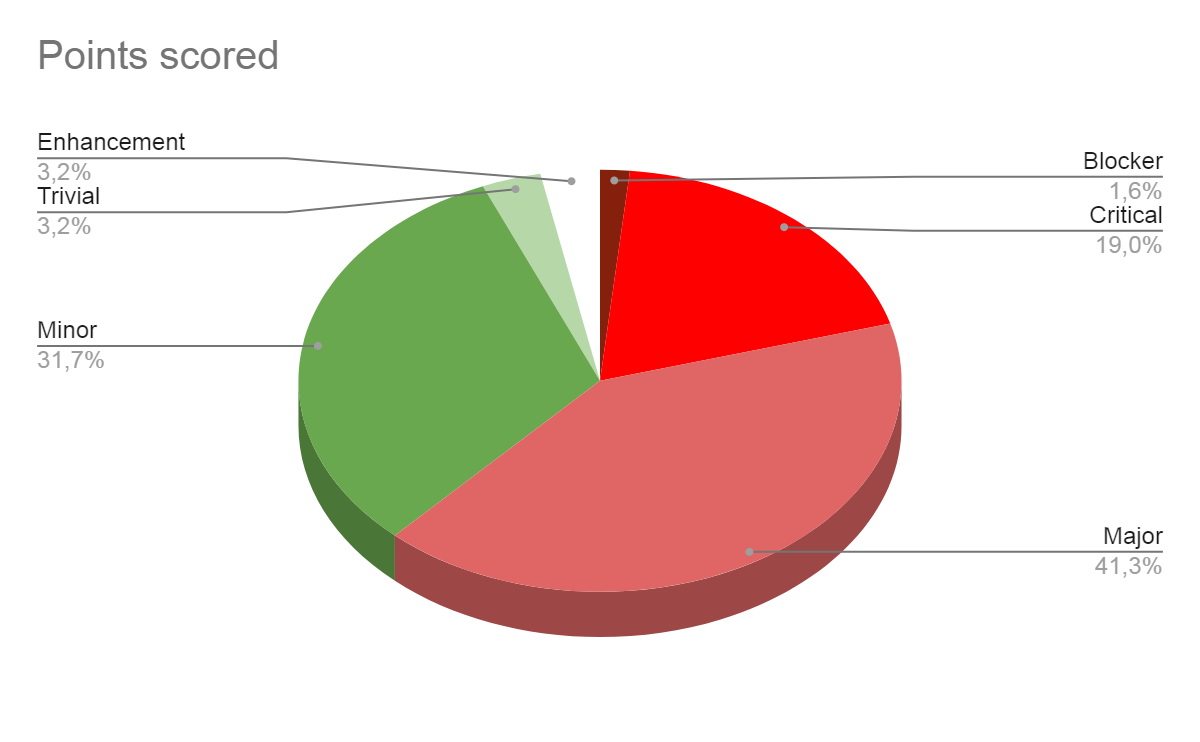 Points scored
Enhancement
3,2%
Trivial
3,2%
Minor
31,7%
Blocker
1,6%
Critical
19,0%
Major
41,3%